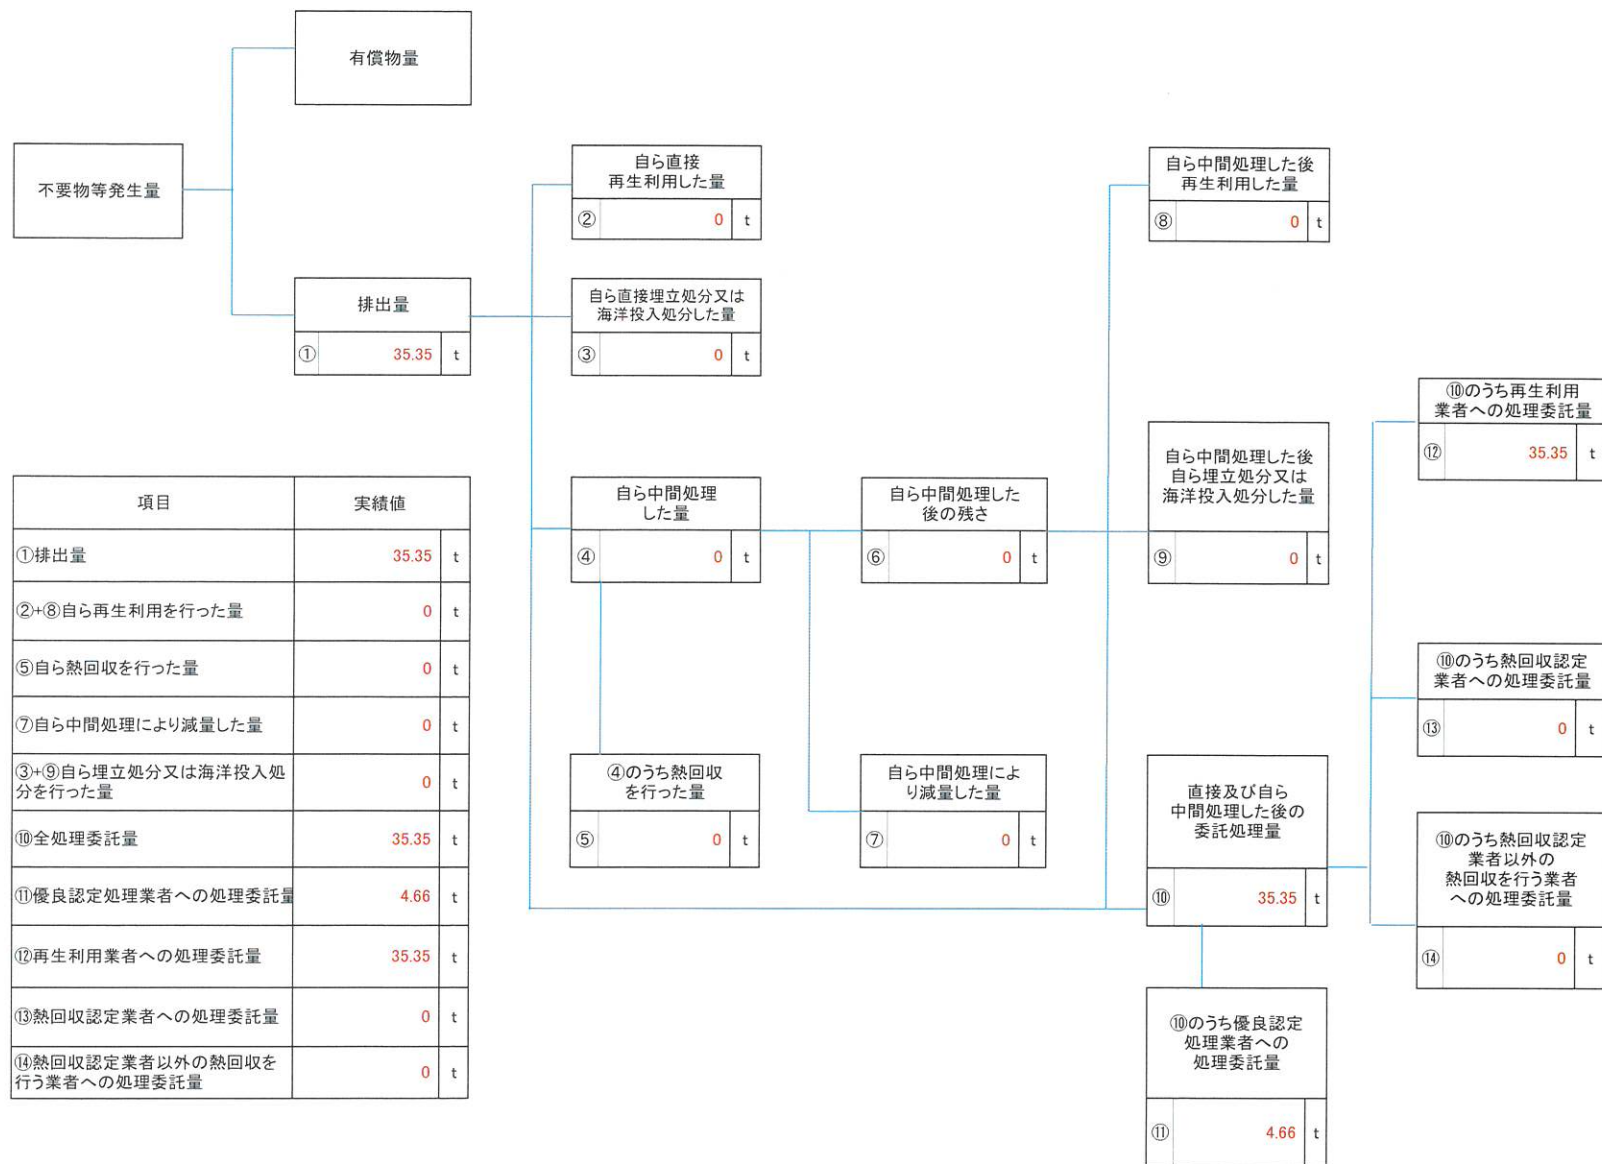 有償物量
不要物等発生量
排出量
① 35.35 t
自ら直接
再生利用した量
② 0 t
自ら直接埋立処分又は
海洋投入処分した量
③ 0 t
自ら中間処理
した量
④ 0 t
④のうち熱回収
を行った量
⑤ 0 t
自ら中間処理した
後の残さ
⑥ 0 t
自ら中間処理によ
り減量した量
⑦ 0 t
自ら中間処理した後
再生利用した量
⑧ 0 t
自ら中間処理した後
自ら埋立処分又は
海洋投入処分した量
⑨ 0 t
直接及び自ら
中間処理した後の
委託処理量
⑩ 35.35 t
⑩のうち優良認定
処理業者への
処理委託量
⑪ 4.66 t
⑩のうち再生利用
業者への処理委託量
⑫ 35.35 t
⑩のうち熱回収認定
業者への処理委託量
⑬ 0 t
⑩のうち熱回収認定
業者以外の
熱回収を行う業者
への処理委託量
⑭ 0 t
項目 実績値
①排出量 35.35 t
②+⑧自ら再生利用を行った量 0 t
⑤自ら熱回収を行った量 0 t
⑦自ら中間処理により減量した量 0 t
③+⑨自ら埋立処分又は海洋投入処
分を行った量 0 t
⑩全処理委託量 35.35 t
⑪優良認定処理業者への処理委託量 4.66 t
⑫再生利用業者への処理委託量 35.35 t
⑬熱回収認定業者への処理委託量 0 t
⑭熱回収認定業者以外の熱回収を
行う業者への処理委託量 0 t